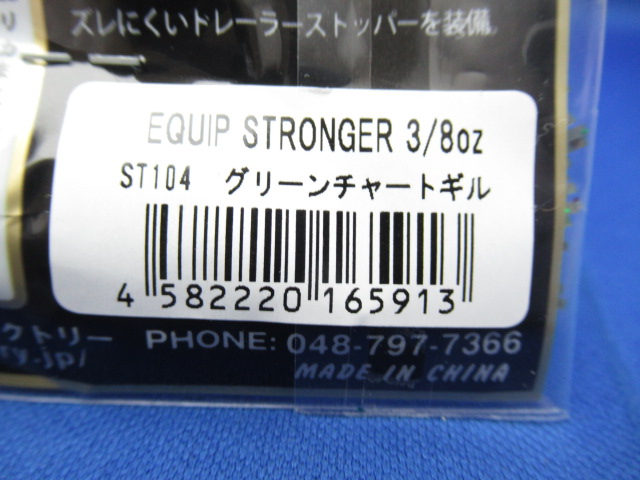 ズレにくいトレーラーストッパーを装備。
EQUIP STRONGER 3/8oz
ST104 グリーンチャートギル
4 582220 165913
クトリー
PHONE: 048-797-7366
ry.jp/
MADE IN CHINA